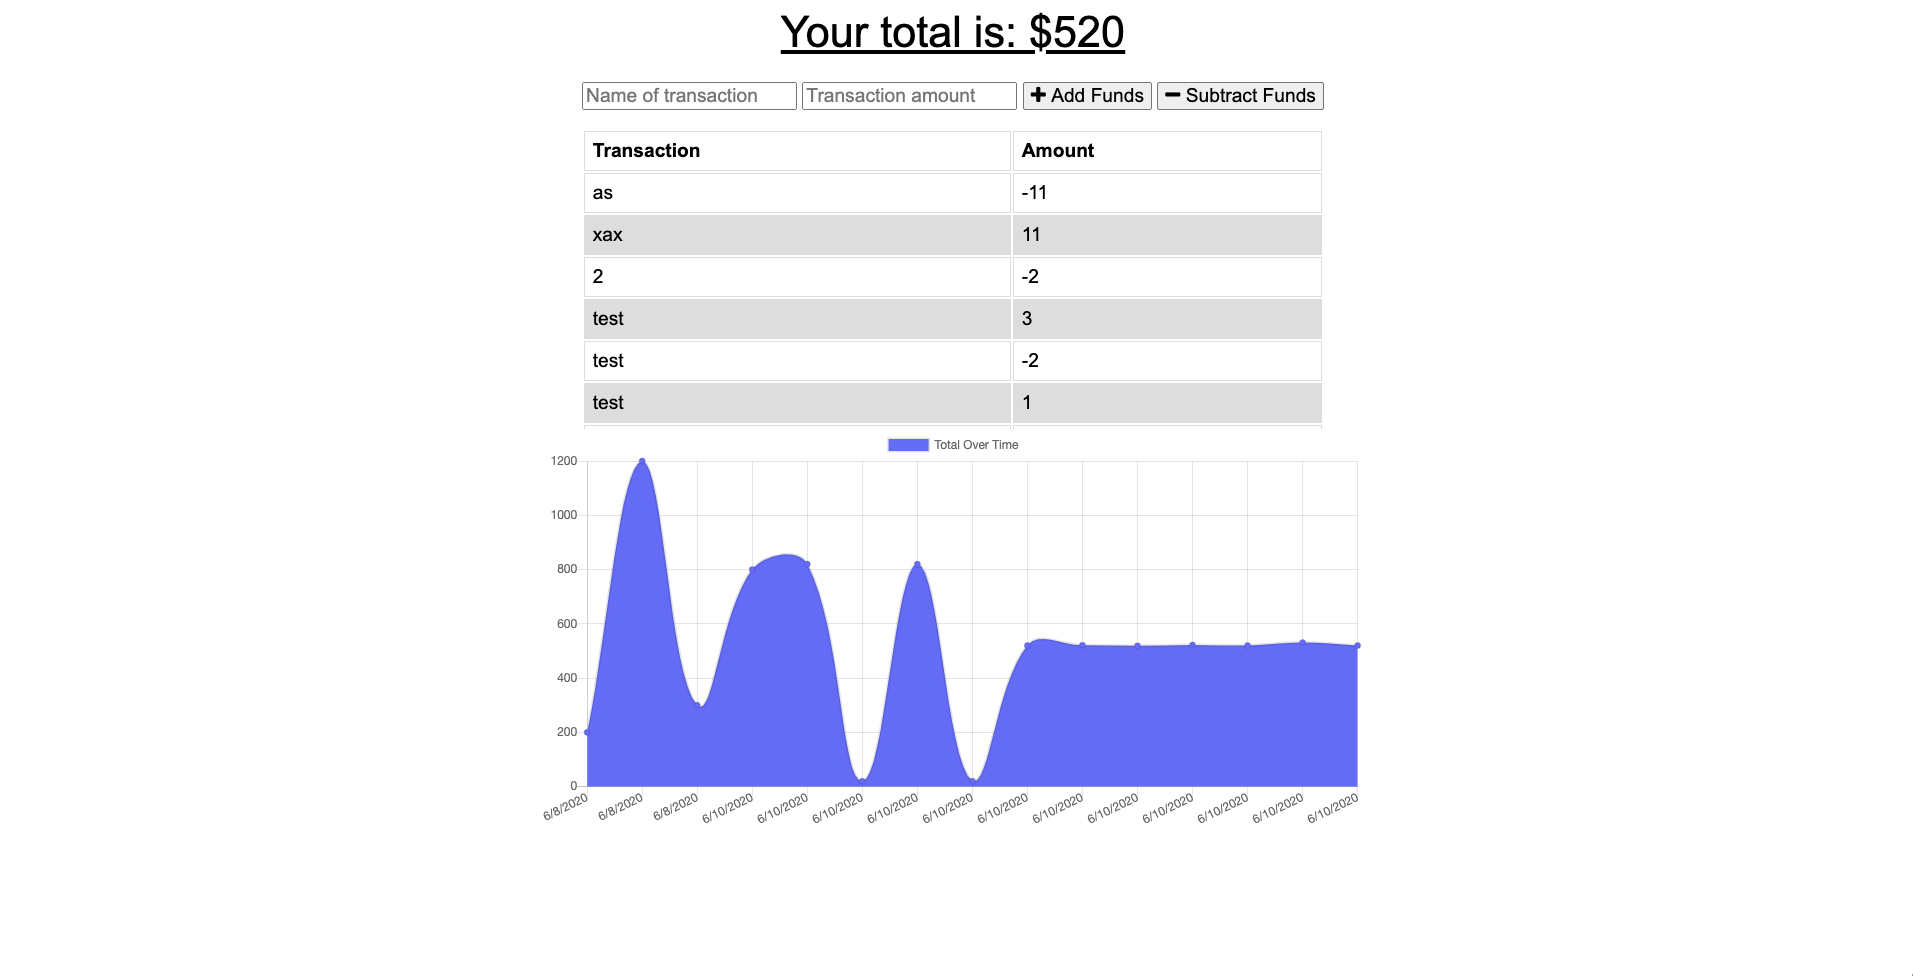 Your total is: $520
Name of transaction Transaction amount Add Funds Subtract Funds
Transaction Amount
as -11
xax 11
2 -2
test 3
test -2
test 1
Total Over Time
1200
1000
800
600
400
200
0
6/8/2020 6/8/2020 6/8/2020 6/10/2020 6/10/2020 6/10/2020 6/10/2020 6/10/2020 6/10/2020 6/10/2020 6/10/2020 6/10/2020 6/10/2020 6/10/2020 6/10/2020